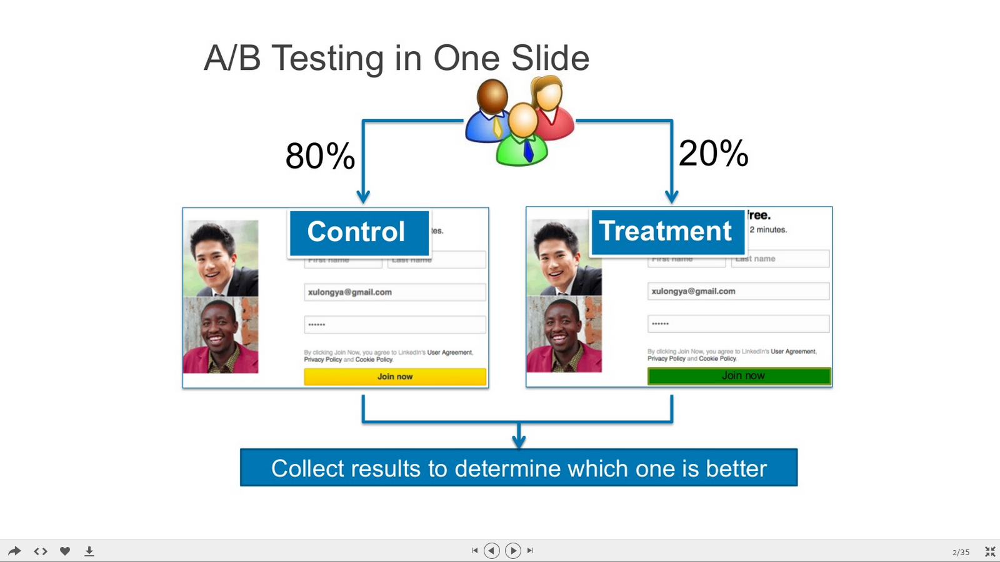 A/B Testing in One Slide
80%
20%
Control
tes.
First name
Last name
xulongya@gmail.com
••••••
By clicking Join Now, you agree to LinkedIn's User Agreement,
Privacy Policy and Cookie Policy.
Join now
Treatment
free.
2 minutes.
First name
Last name
xulongya@gmail.com
••••••
By clicking Join Now, you agree to LinkedIn's User Agreement,
Privacy Policy and Cookie Policy.
Join now
Collect results to determine which one is better
2/35